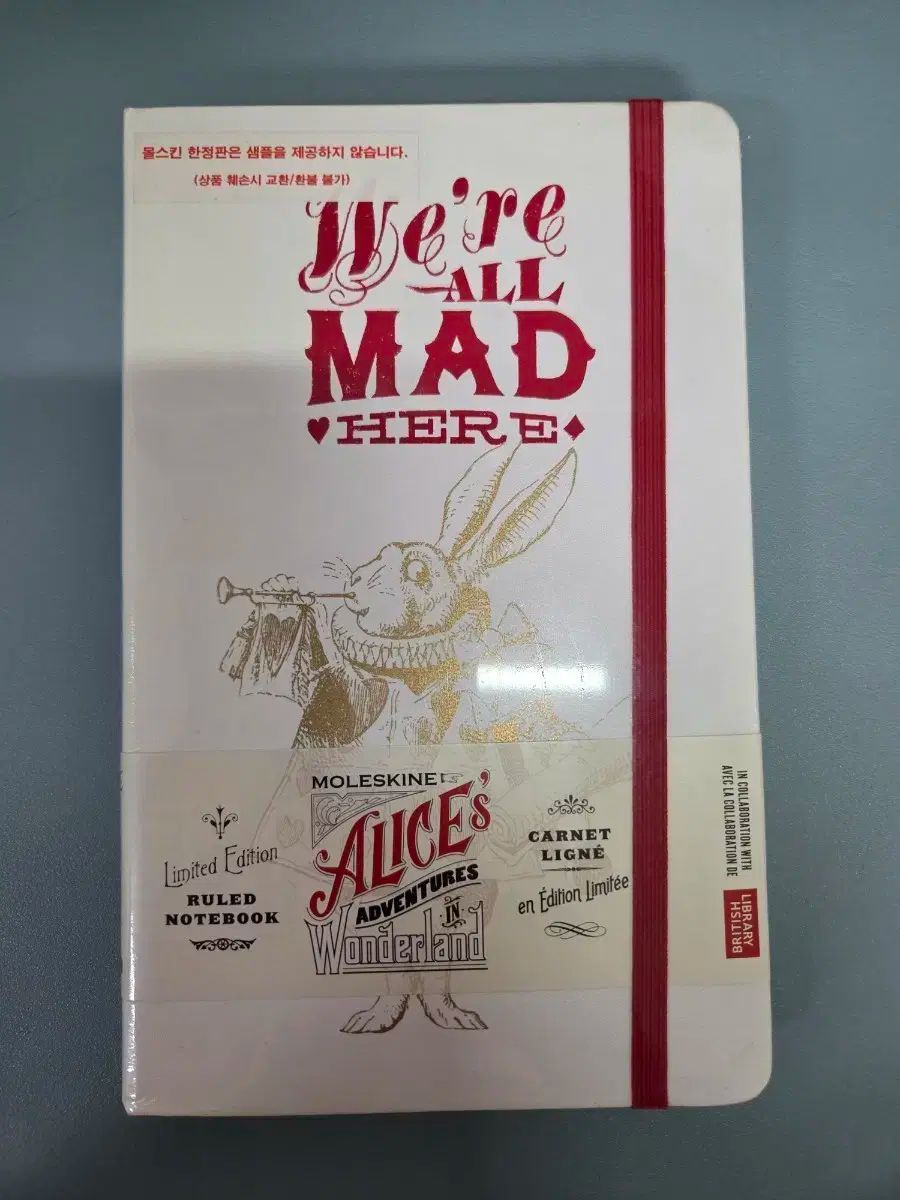 몰스킨 한정판은 샘플을 제공하지 않습니다.
(상품 훼손시 교환/환불 불가)
We're
ALL
MAD
HERE
MOLESKINE
ALICE's
ADVENTURES
IN
Wonderland
Limited Edition
RULED
NOTEBOOK
CARNET
LIGNÉ
en Édition Limitée
IN COLLABORATION WITH
AVEC LA COLLABORATION DE
BRITISH
LIBRARY